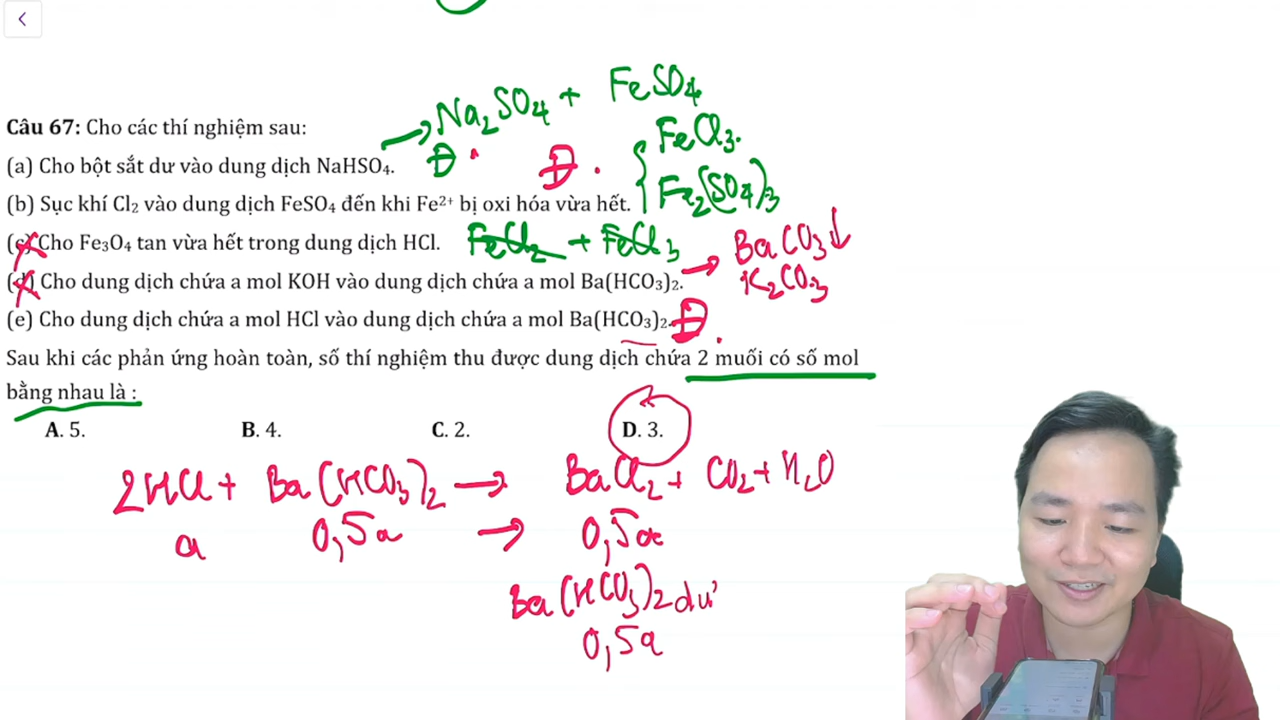 Na₂SO₄ + FeSO₄
Câu 67: Cho các thí nghiệm sau:
FeCl₃.
(a) Cho bột sắt dư vào dung dịch NaHSO₄. Đ. Đ.
Fe₂(SO₄)₃
(b) Sục khí Cl₂ vào dung dịch FeSO₄ đến khi Fe²⁺ bị oxi hóa vừa hết.
(c) Cho Fe₃O₄ tan vừa hết trong dung dịch HCl. FeCl₂ + FeCl₃
→ BaCO₃↓
K₂CO₃
(d) Cho dung dịch chứa a mol KOH vào dung dịch chứa a mol Ba(HCO₃)₂.
(e) Cho dung dịch chứa a mol HCl vào dung dịch chứa a mol Ba(HCO₃)₂. Đ.
Sau khi các phản ứng hoàn toàn, số thí nghiệm thu được dung dịch chứa 2 muối có số mol
bằng nhau là :
A. 5. B. 4. C. 2. D. 3.
2HCl + Ba(HCO₃)₂ → BaCl₂ + CO₂ + H₂O
a 0,5a → 0,5a
Ba(HCO₃)₂ dư
0,5a